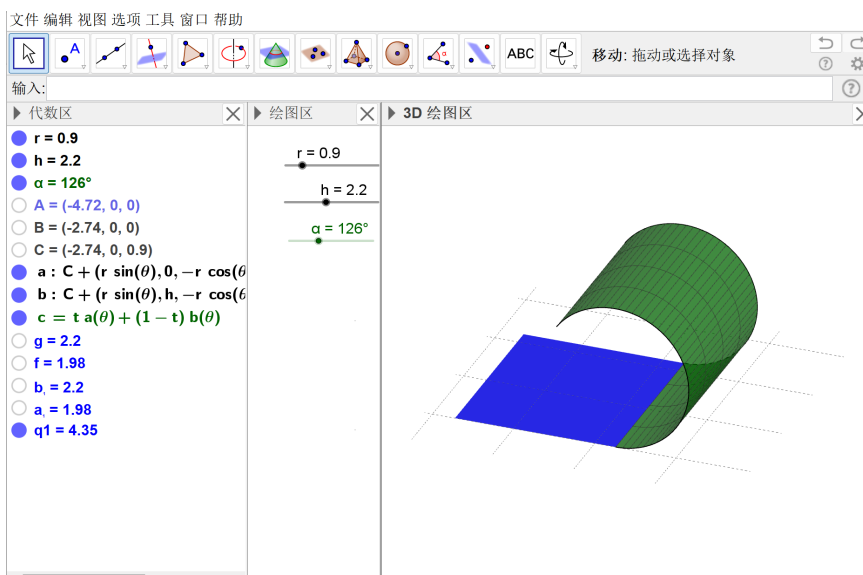 文件 编辑 视图 选项 工具 窗口 帮助
A
ABC
移动: 拖动或选择对象
输入:
代数区
绘图区
3D 绘图区
r = 0.9
h = 2.2
α = 126°
A = (-4.72, 0, 0)
B = (-2.74, 0, 0)
C = (-2.74, 0, 0.9)
a : C + (r sin(θ), 0, −r cos(θ
b : C + (r sin(θ), h, −r cos(θ
c = t a(θ) + (1 − t) b(θ)
g = 2.2
f = 1.98
b₁ = 2.2
a₁ = 1.98
q1 = 4.35
r = 0.9
h = 2.2
α = 126°